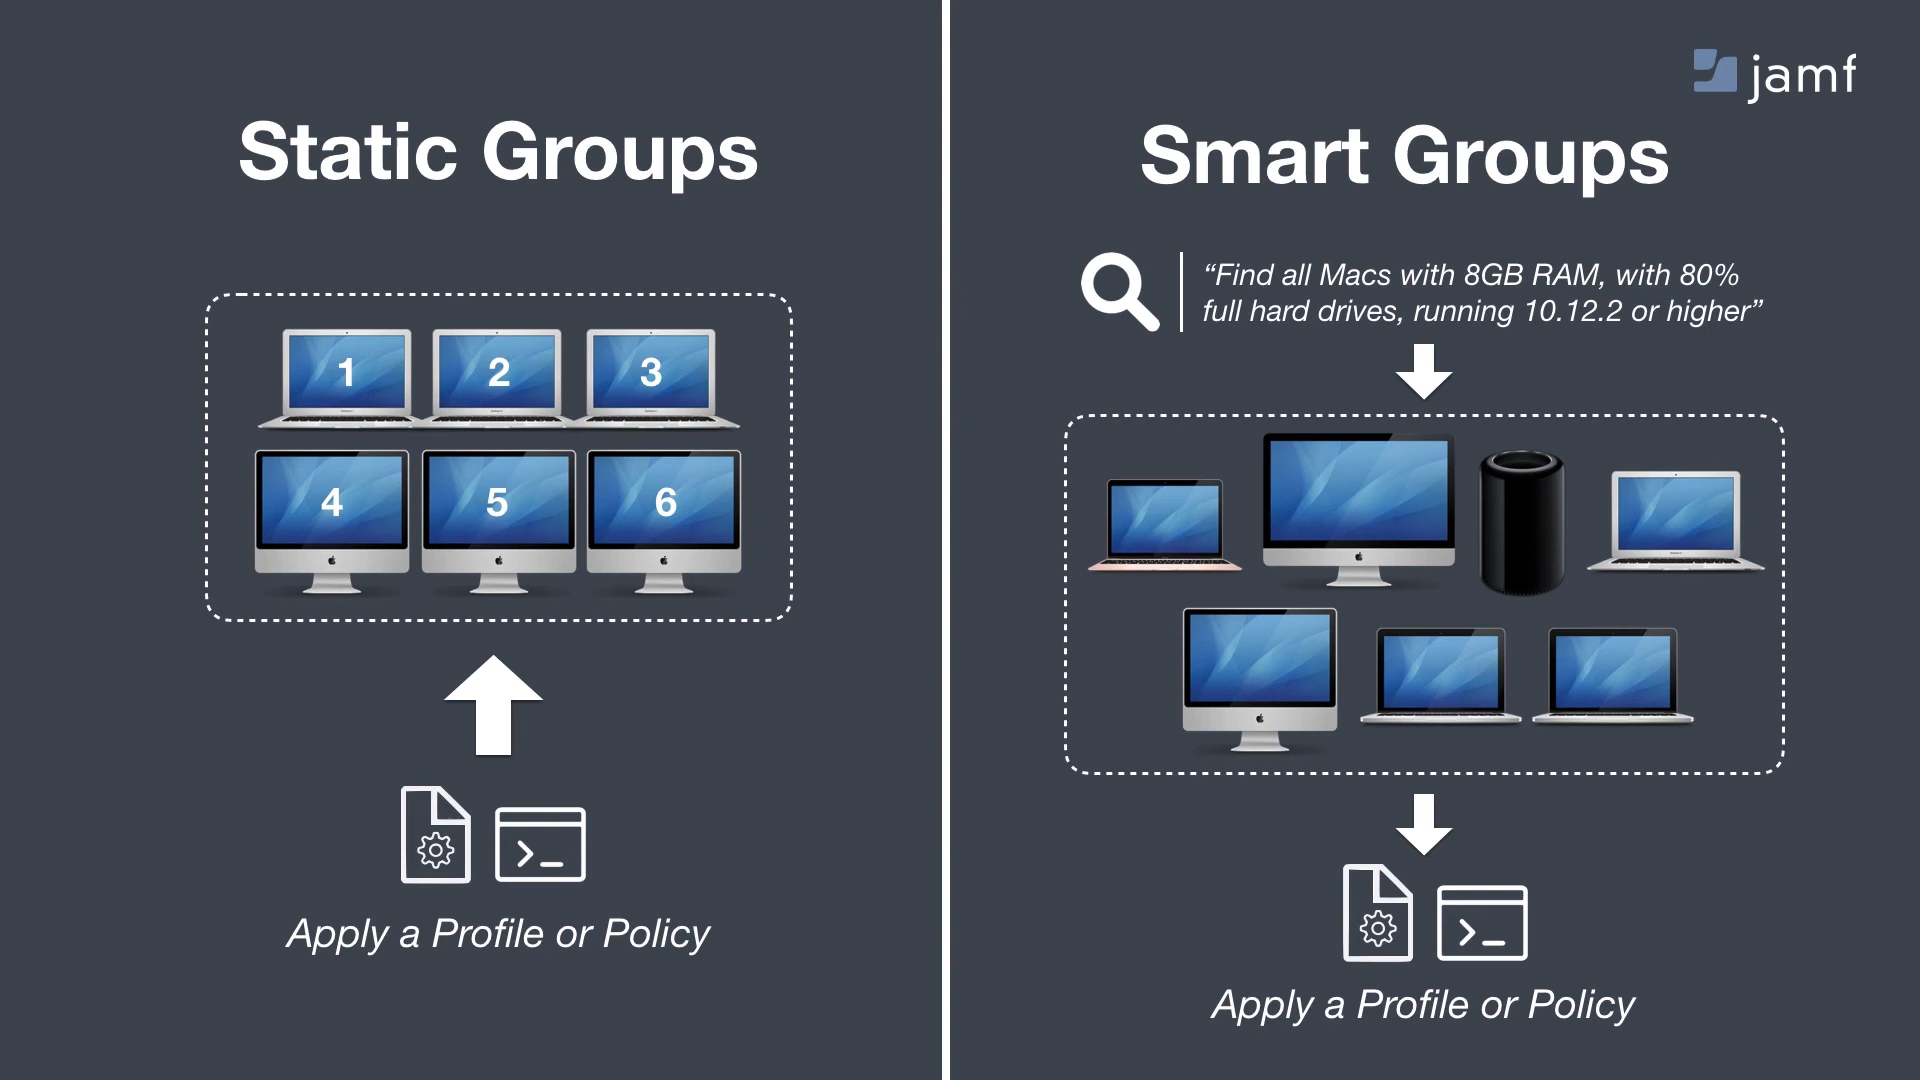 Static Groups
1
2
3
4
5
6
Apply a Profile or Policy
jamf
Smart Groups
“Find all Macs with 8GB RAM, with 80%
full hard drives, running 10.12.2 or higher”
Apply a Profile or Policy